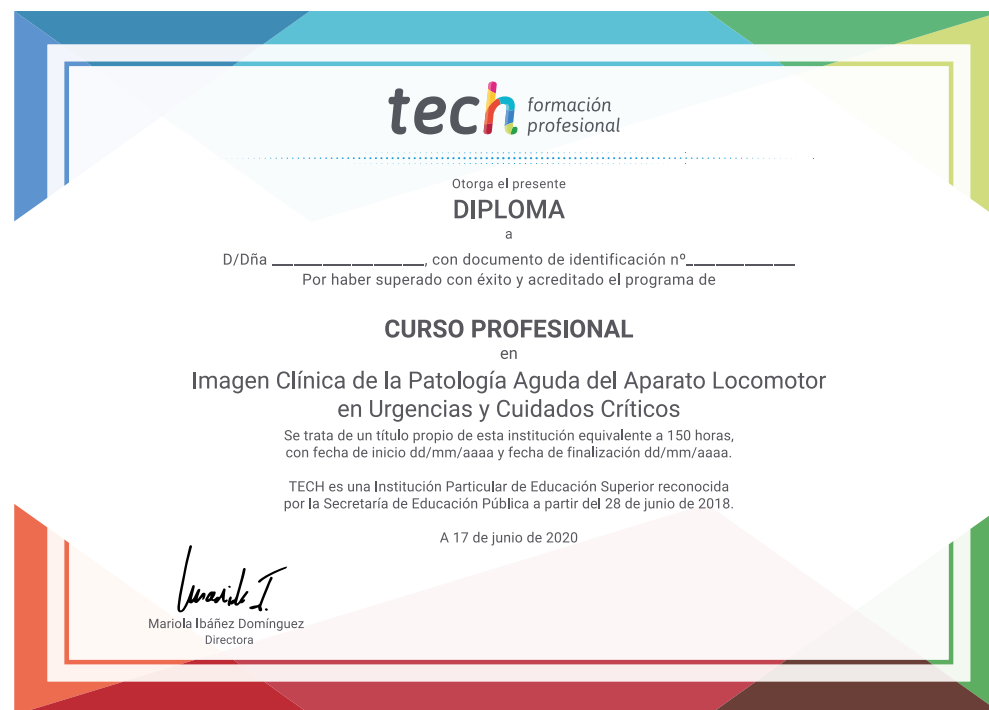 tech formación
profesional
Otorga el presente
DIPLOMA
a
D/Dña ____________________, con documento de identificación nº______________
Por haber superado con éxito y acreditado el programa de
CURSO PROFESIONAL
en
Imagen Clínica de la Patología Aguda del Aparato Locomotor
en Urgencias y Cuidados Críticos
Se trata de un título propio de esta institución equivalente a 150 horas,
con fecha de inicio dd/mm/aaaa y fecha de finalización dd/mm/aaaa.
TECH es una Institución Particular de Educación Superior reconocida
por la Secretaría de Educación Pública a partir del 28 de junio de 2018.
A 17 de junio de 2020
Mariola Ibáñez Domínguez
Directora